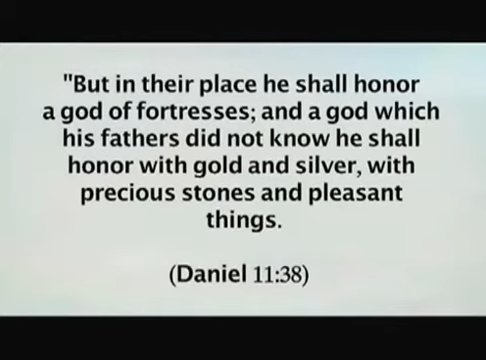 "But in their place he shall honor
a god of fortresses; and a god which
his fathers did not know he shall
honor with gold and silver, with
precious stones and pleasant
things.
(Daniel 11:38)